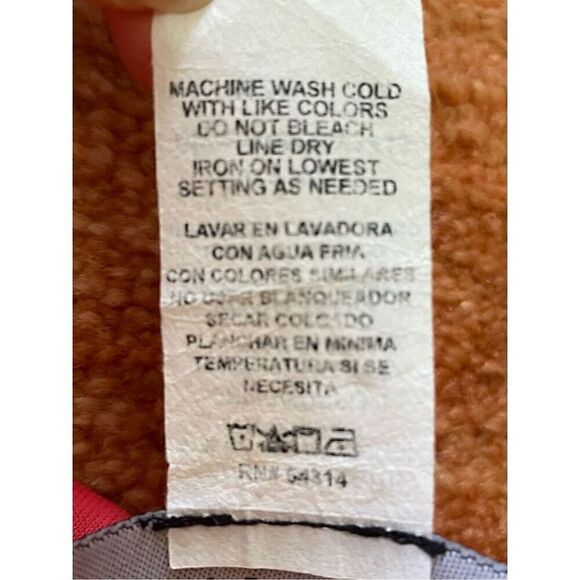 MACHINE WASH COLD
WITH LIKE COLORS
DO NOT BLEACH
LINE DRY
IRON ON LOWEST
SETTING AS NEEDED
LAVAR EN LAVADORA
CON AGUA FRIA
CON COLORES SIMILARES
NO USAR BLANQUEADOR
SECAR COLGADO
PLANCHAR EN MINIMA
TEMPERATURA SI SE
NECESITA
RN# 54314